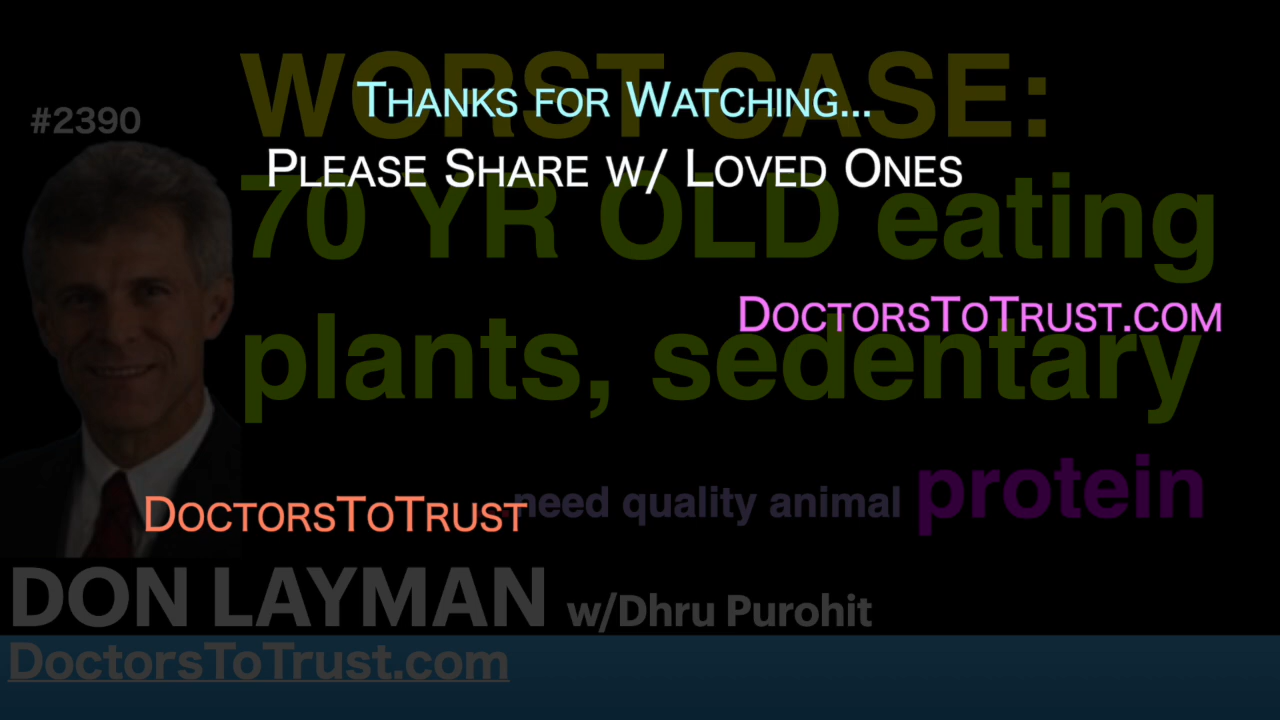 WORST CASE:
THANKS FOR WATCHING...
#2390
PLEASE SHARE W/ LOVED ONES
70 YR OLD eating
DOCTORSTOTRUST.COM
plants, sedentary
need quality animal protein
DOCTORSTOTRUST
DON LAYMAN w/Dhru Purohit
DoctorsToTrust.com